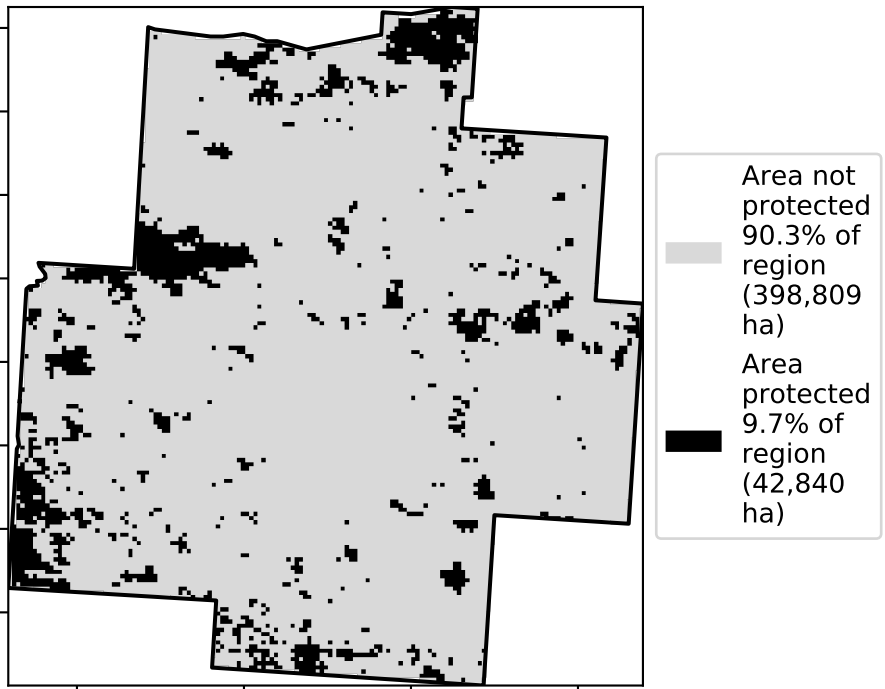 Area not
protected
90.3% of
region
(398,809
ha)
Area
protected
9.7% of
region
(42,840
ha)